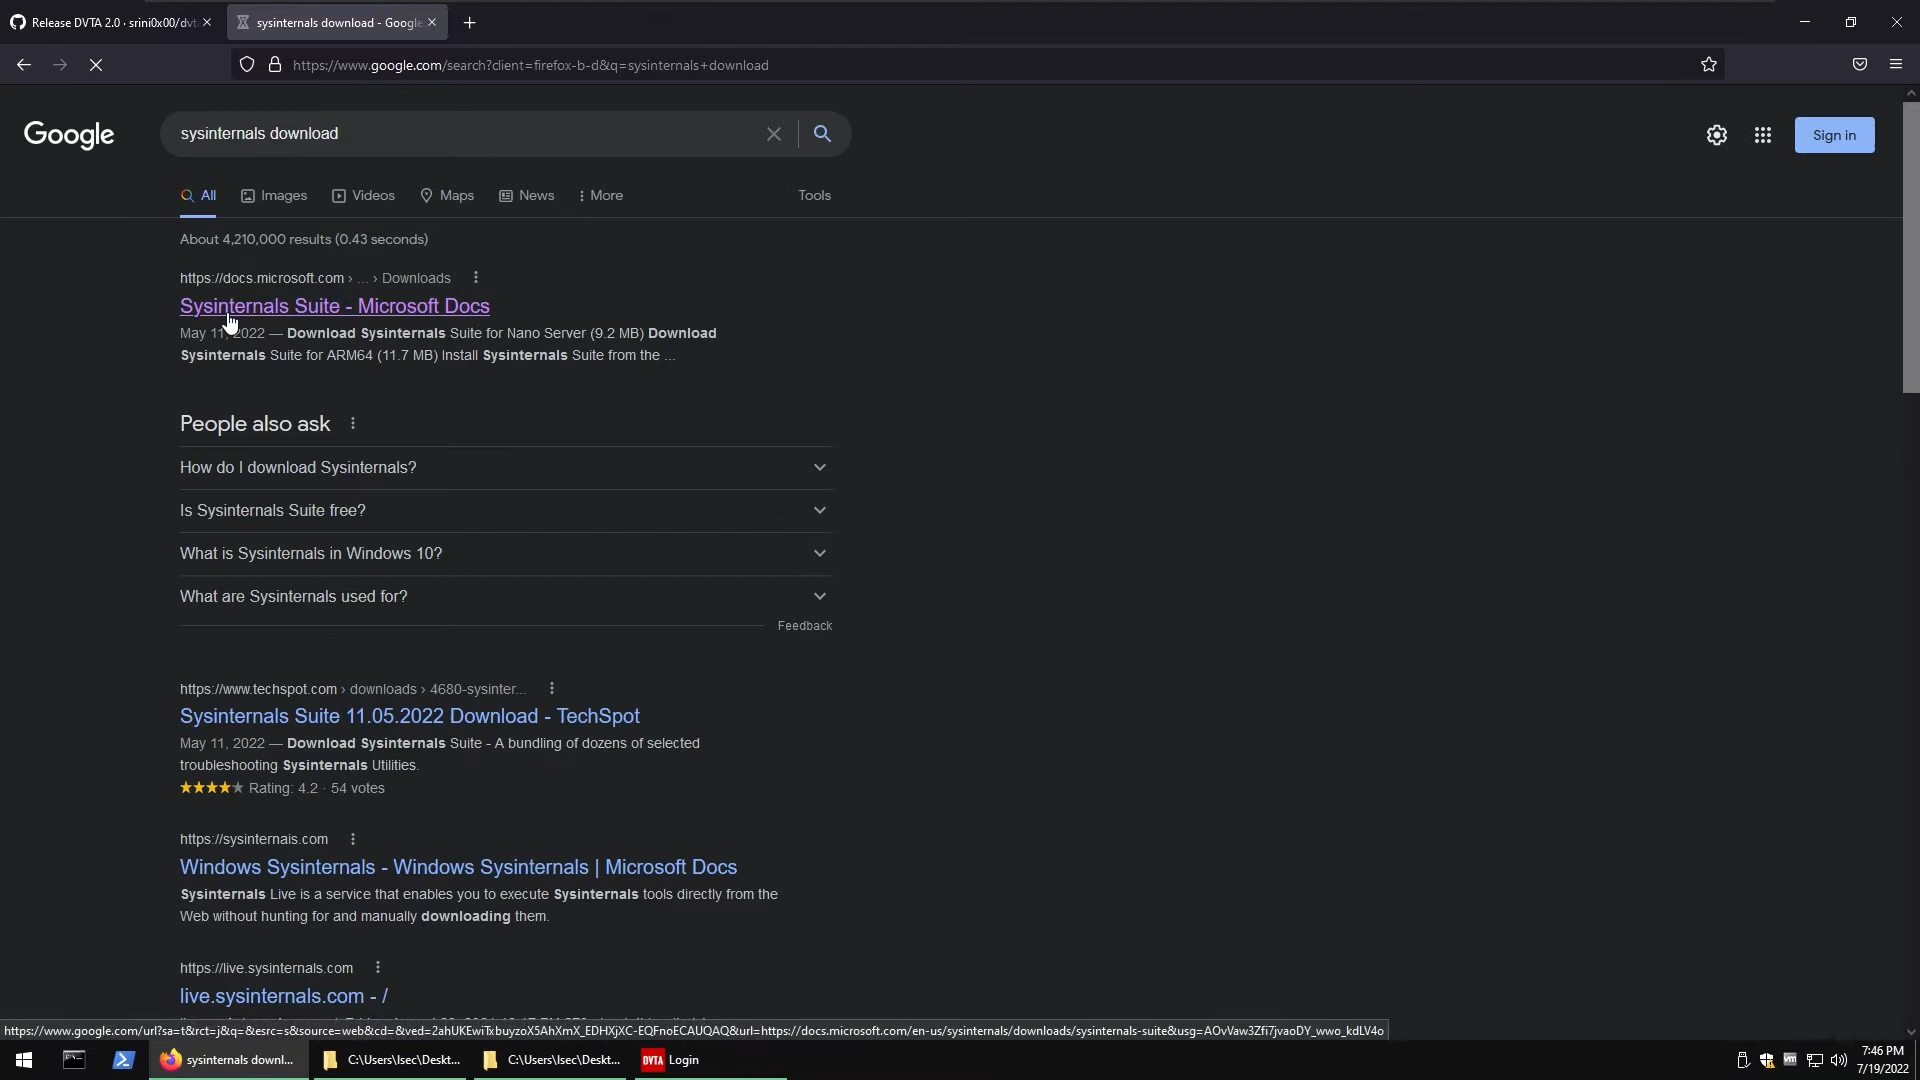 Release DVTA 2.0 · srini0x00/dvt
sysinternals download - Google
https://www.google.com/search?client=firefox-b-d&q=sysinternals+download
Google
sysinternals download
Sign in
All
Images
Videos
Maps
News
More
Tools
About 4,210,000 results (0.43 seconds)
https://docs.microsoft.com › ... › Downloads
Sysinternals Suite - Microsoft Docs
May 11, 2022 — Download Sysinternals Suite for Nano Server (9.2 MB) Download
Sysinternals Suite for ARM64 (11.7 MB) Install Sysinternals Suite from the ...
People also ask
How do I download Sysinternals?
Is Sysinternals Suite free?
What is Sysinternals in Windows 10?
What are Sysinternals used for?
Feedback
https://www.techspot.com › downloads › 4680-sysinter...
Sysinternals Suite 11.05.2022 Download - TechSpot
May 11, 2022 — Download Sysinternals Suite - A bundling of dozens of selected
troubleshooting Sysinternals Utilities.
Rating: 4.2 · 54 votes
https://sysinternais.com
Windows Sysinternals - Windows Sysinternals | Microsoft Docs
Sysinternals Live is a service that enables you to execute Sysinternals tools directly from the
Web without hunting for and manually downloading them.
https://live.sysinternals.com
live.sysinternals.com - /
https://www.google.com/url?sa=t&rct=j&q=&esrc=s&source=web&cd=&ved=2ahUKEwiTxbuyzoX5AhXmX_EDHXjXC-EQFnoECAUQAQ&url=https://docs.microsoft.com/en-us/sysinternals/downloads/sysinternals-suite&usg=AOvVaw3Zfi7jvaoDY_wwo_kdLV4o
sysinternals downl...
C:\Users\Isec\Deskt...
C:\Users\Isec\Deskt...
DVTA Login
vm
7:46 PM
7/19/2022